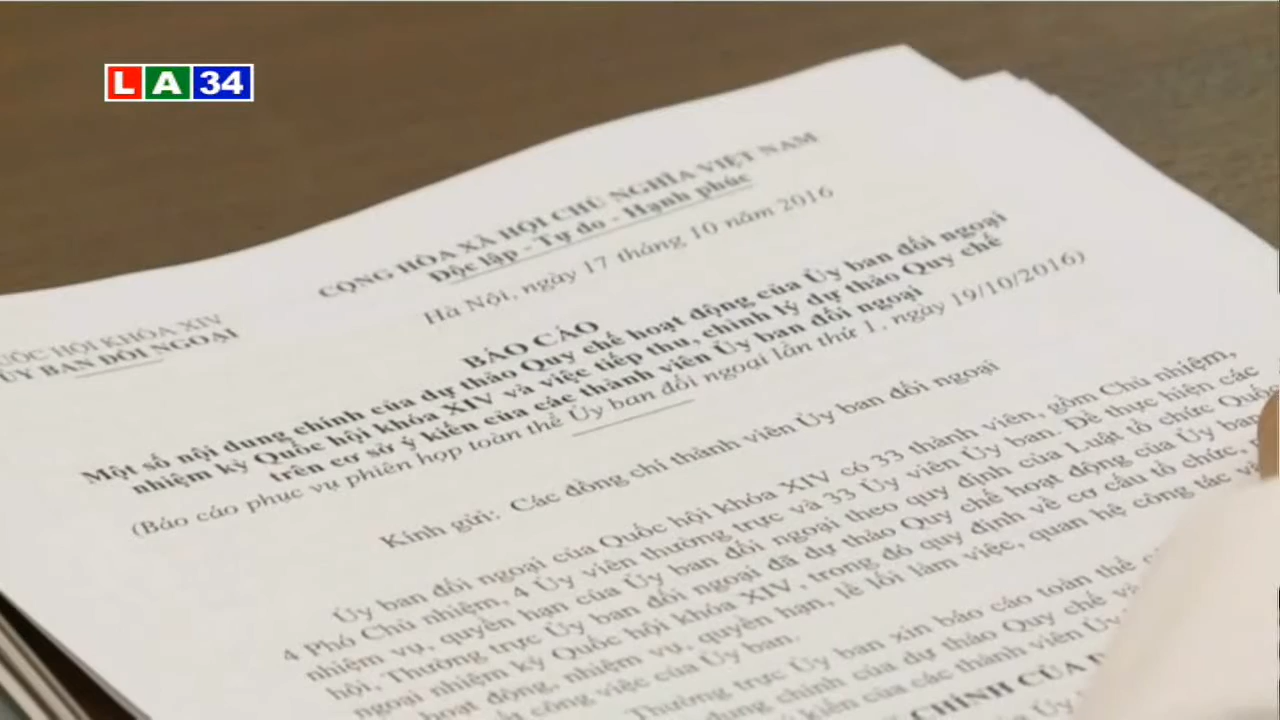 LA34
CỘNG HÒA XÃ HỘI CHỦ NGHĨA VIỆT NAM
Độc lập - Tự do - Hạnh phúc
Hà Nội, ngày 17 tháng 10 năm 2016
HỘI KHÓA XIV
ỦY BAN ĐỐI NGOẠI
BÁO CÁO
Một số nội dung chính của dự thảo Quy chế hoạt động của Ủy ban đối ngoại
nhiệm kỳ Quốc hội khóa XIV và việc tiếp thu, chỉnh lý dự thảo Quy chế
trên cơ sở ý kiến của các thành viên Ủy ban đối ngoại
(Báo cáo phục vụ phiên họp toàn thể Ủy ban đối ngoại lần thứ 1, ngày 19/10/2016)
Kính gửi: Các đồng chí thành viên Ủy ban đối ngoại
Ủy ban đối ngoại của Quốc hội khóa XIV có 33 thành viên, gồm Chủ nhiệm,
4 Phó Chủ nhiệm, 4 Ủy viên thường trực và 33 Ủy viên Ủy ban. Để thực hiện các
nhiệm vụ, quyền hạn của Ủy ban đối ngoại theo quy định của Luật tổ chức Quốc
hội, Thường trực Ủy ban đối ngoại đã dự thảo Quy chế hoạt động của Ủy ban
ngoại nhiệm kỳ Quốc hội khóa XIV, trong đó quy định về cơ cấu tổ chức,
hoạt động, nhiệm vụ, quyền hạn, lề lối làm việc, quan hệ công tác
công việc của Ủy ban.
Thường trực Ủy ban xin báo cáo toàn thể
dung chính của dự thảo Quy chế
kiến của các thành viên
CHÍNH CỦA